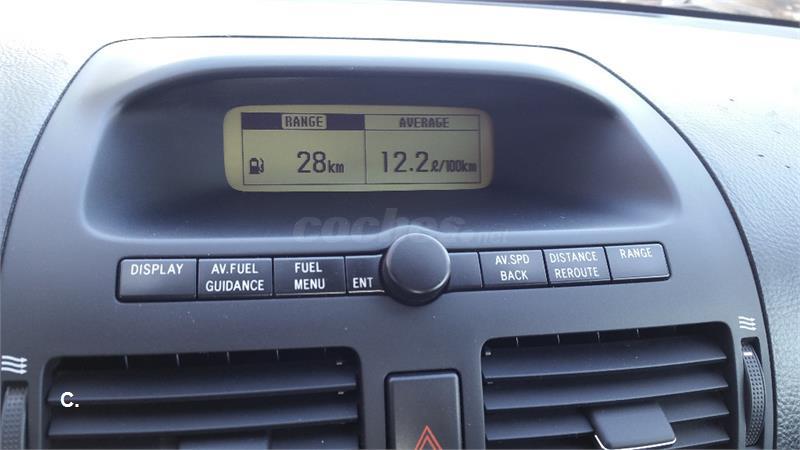 RANGE AVERAGE
28km 12.2ℓ/100km
coches.net
DISPLAY AV.FUEL GUIDANCE FUEL MENU ENT AV.SPD BACK DISTANCE REROUTE RANGE
C.